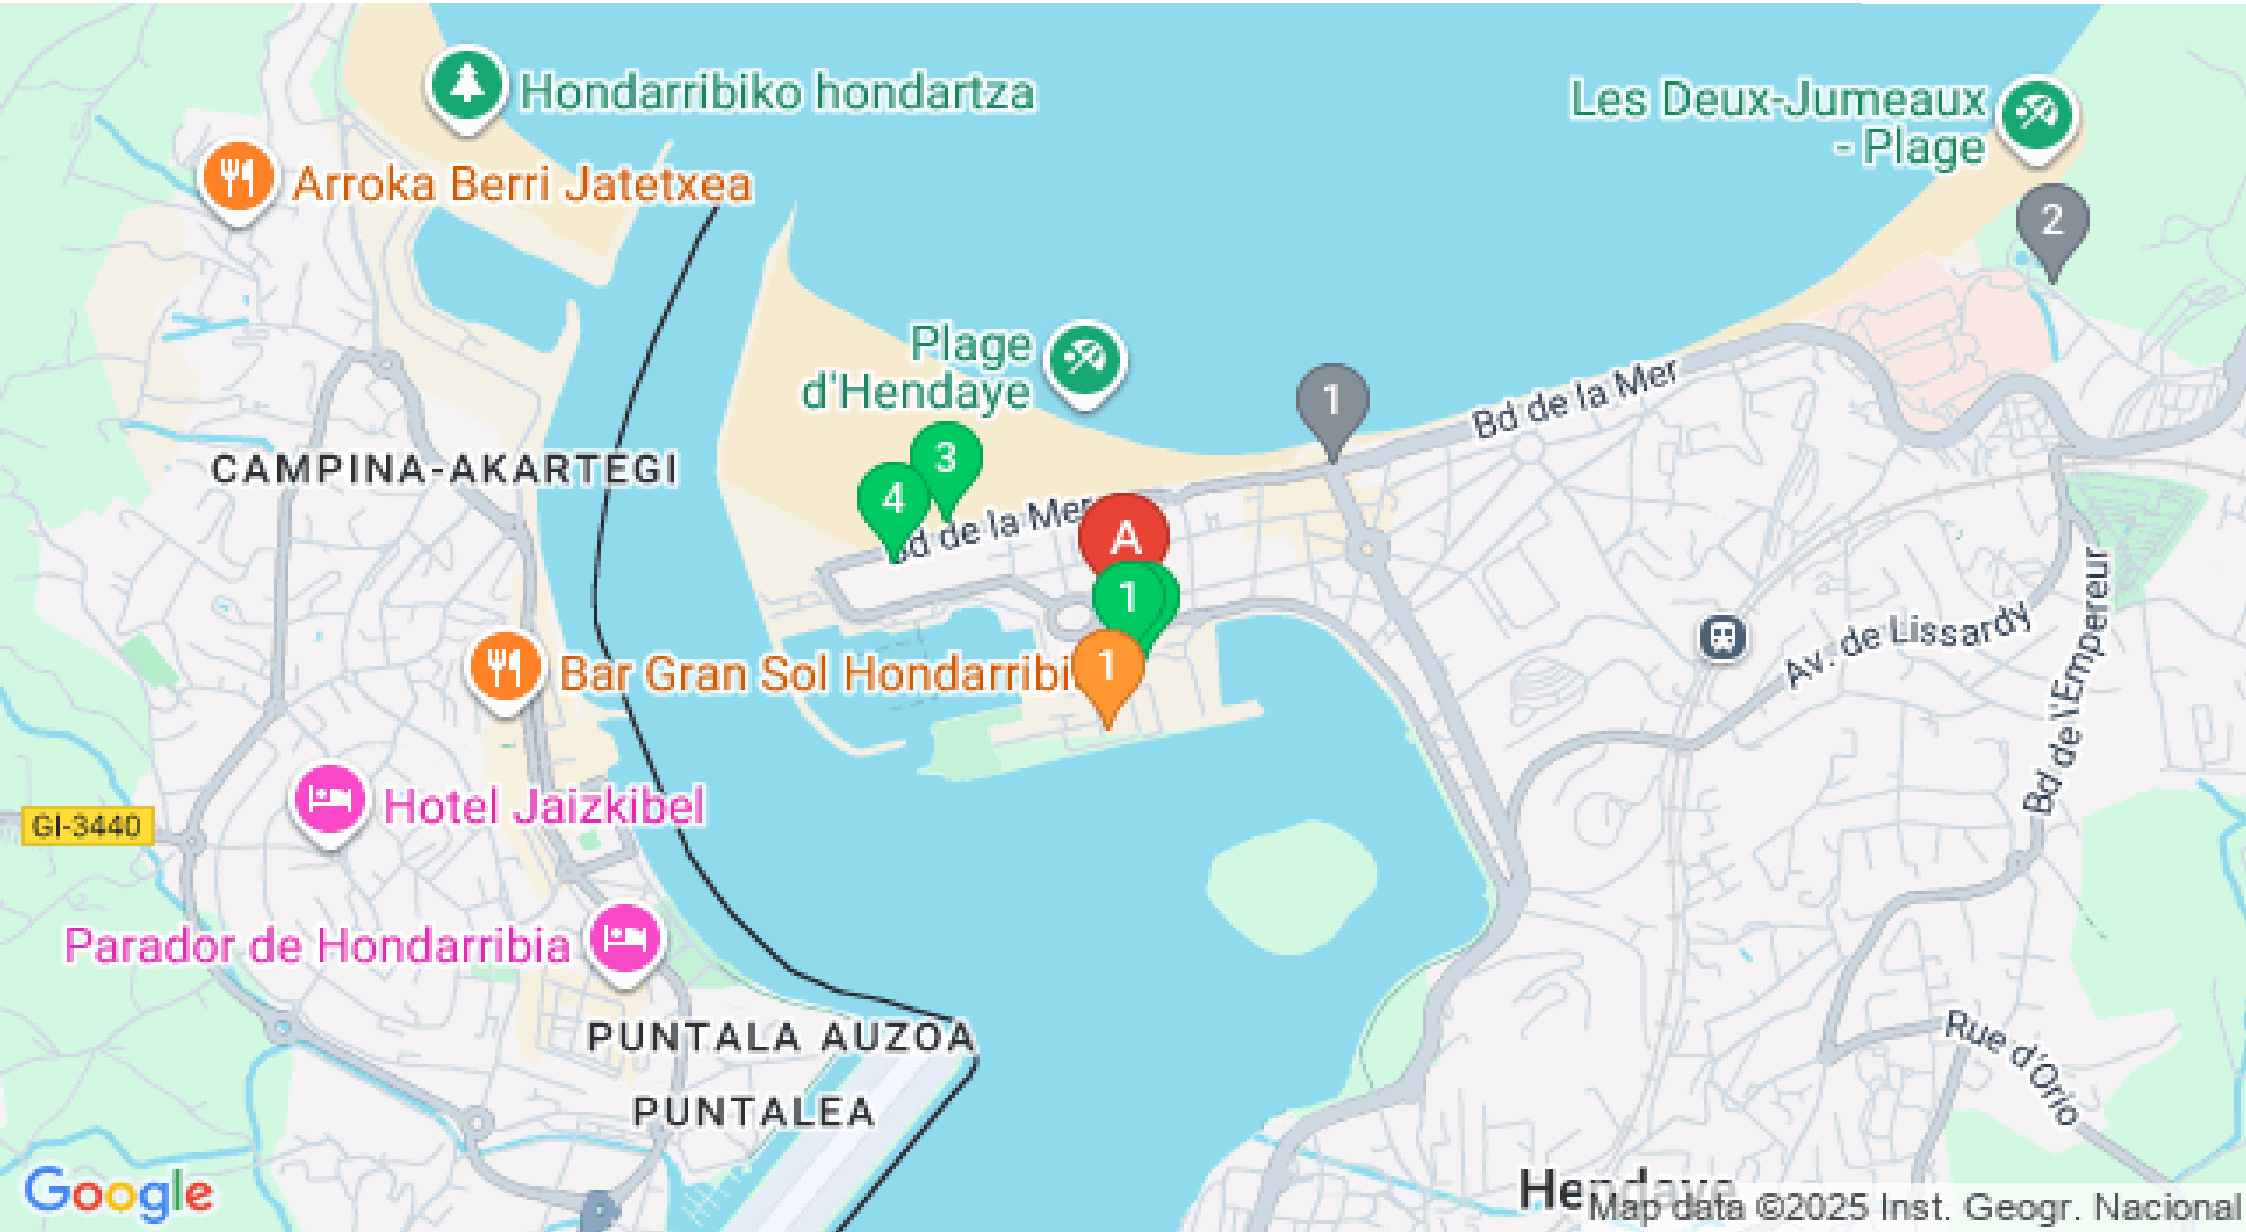 Hondarribiko hondartza
Les Deux-Jumeaux
- Plage
Arroka Berri Jatetxea
2
Plage
d'Hendaye
1
Bd de la Mer
CAMPINA-AKARTEGI
3
4
Bd de la Mer
A
1
Bar Gran Sol Hondarribi
1
Av. de Lissardy
Bd de l'Empereur
Hotel Jaizkibel
GI-3440
Parador de Hondarribia
PUNTALA AUZOA
Rue d'Orio
PUNTALEA
Google
Hendaye
Map data ©2025 Inst. Geogr. Nacional